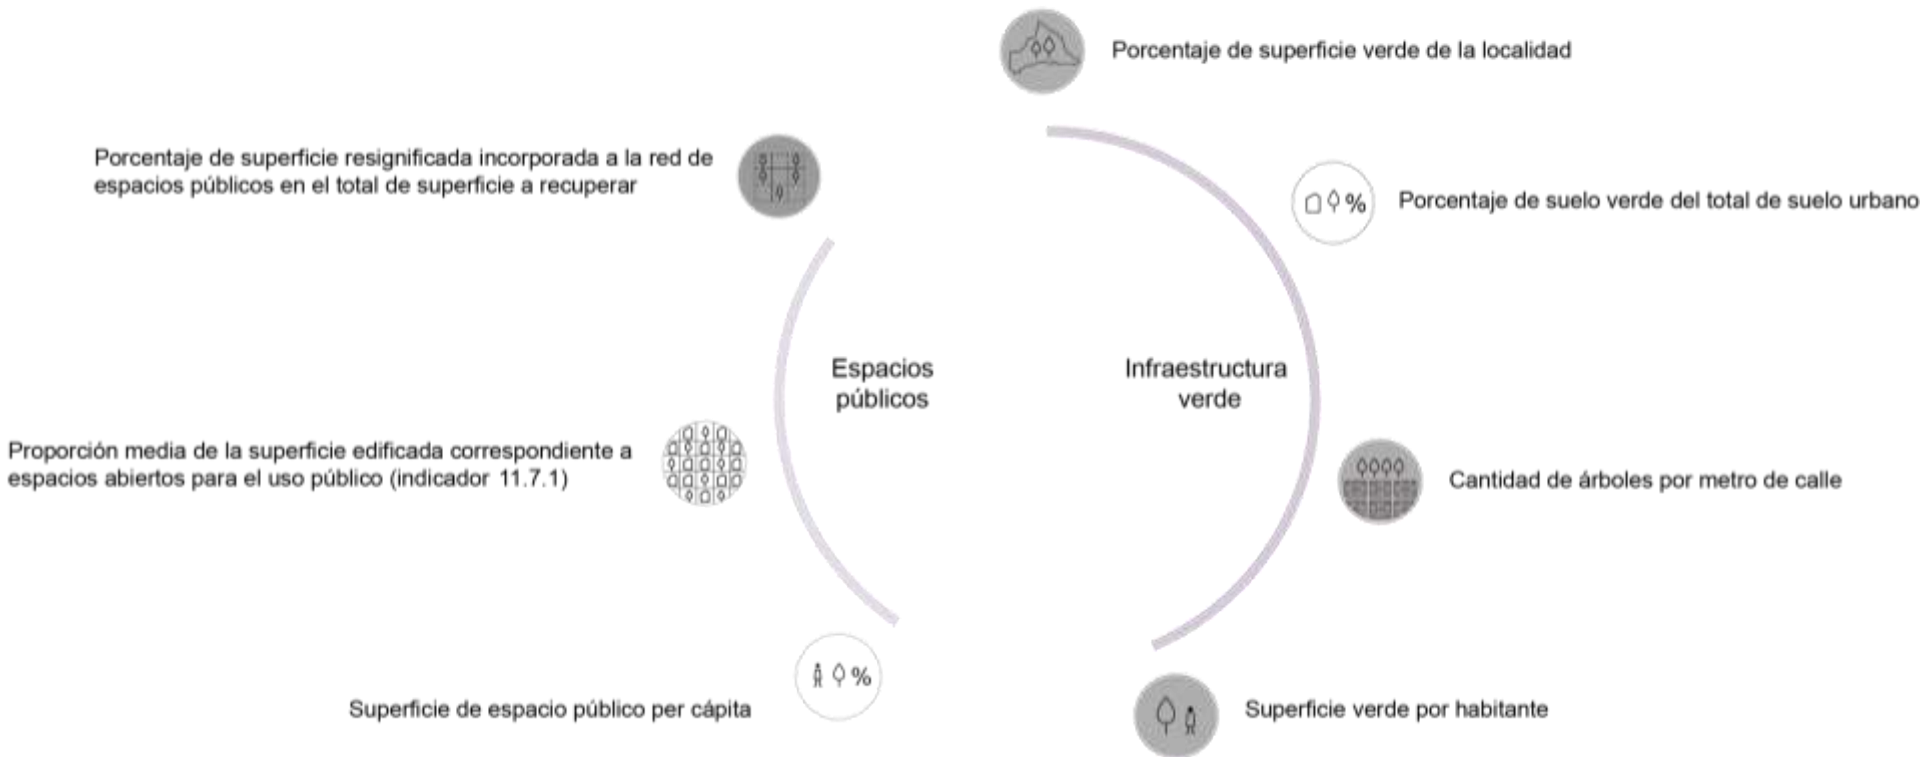 Porcentaje de superficie verde de la localidad
Porcentaje de superficie resignificada incorporada a la red de
espacios públicos en el total de superficie a recuperar
%
Porcentaje de suelo verde del total de suelo urbano
Espacios
públicos
Infraestructura
verde
Proporción media de la superficie edificada correspondiente a
espacios abiertos para el uso público (indicador 11.7.1)
Cantidad de árboles por metro de calle
%
Superficie de espacio público per cápita
Superficie verde por habitante